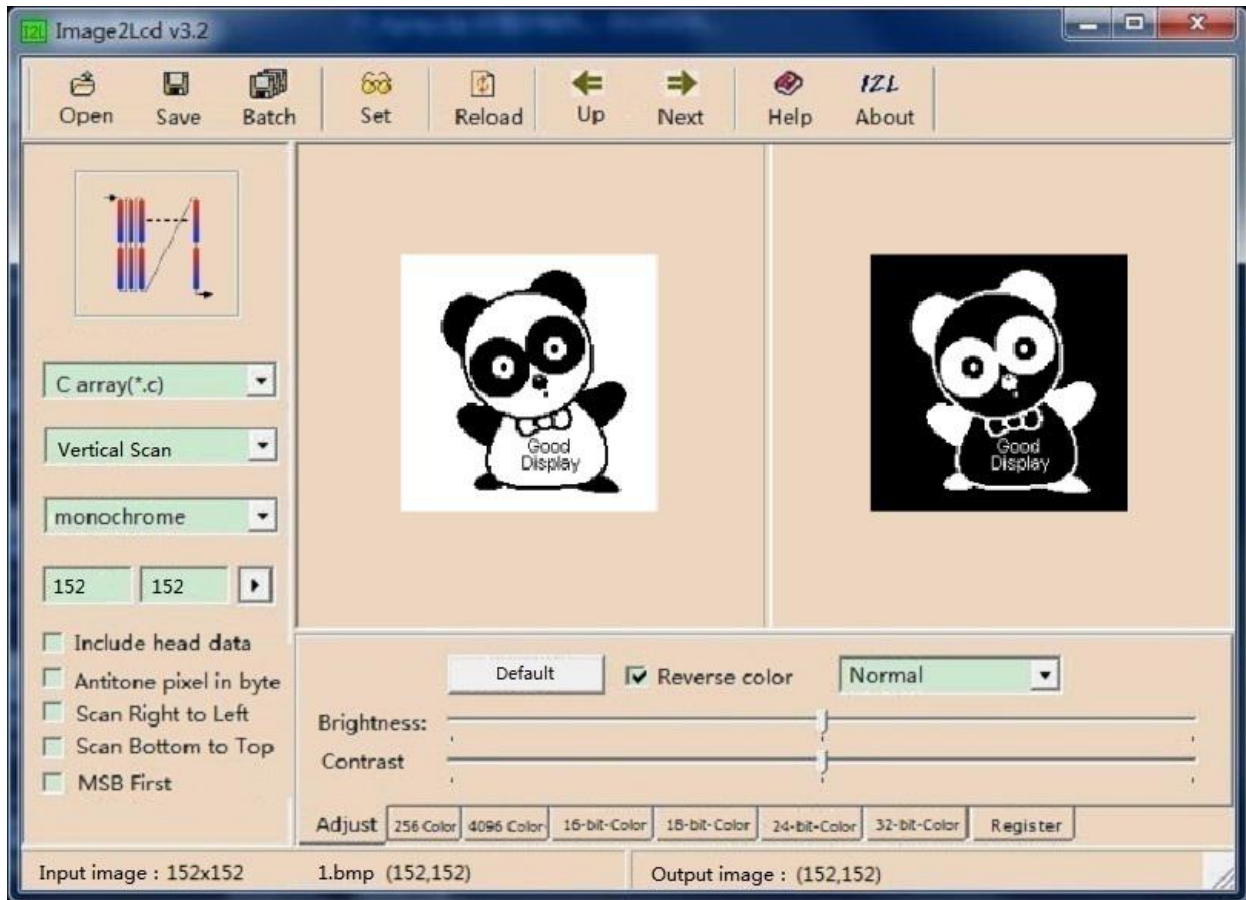 I2L Image2Lcd v3.2
Open Save Batch Set Reload Up Next Help About
I2L
C array(*.c)
Vertical Scan
monochrome
152 152
Include head data
Antitone pixel in byte
Scan Right to Left
Scan Bottom to Top
MSB First
Good
Display
Good
Display
Default
Reverse color
Normal
Brightness:
Contrast
Adjust 256 Color 4096 Color 16-bit-Color 18-bit-Color 24-bit-Color 32-bit-Color Register
Input image : 152x152 1.bmp (152,152) Output image : (152,152)